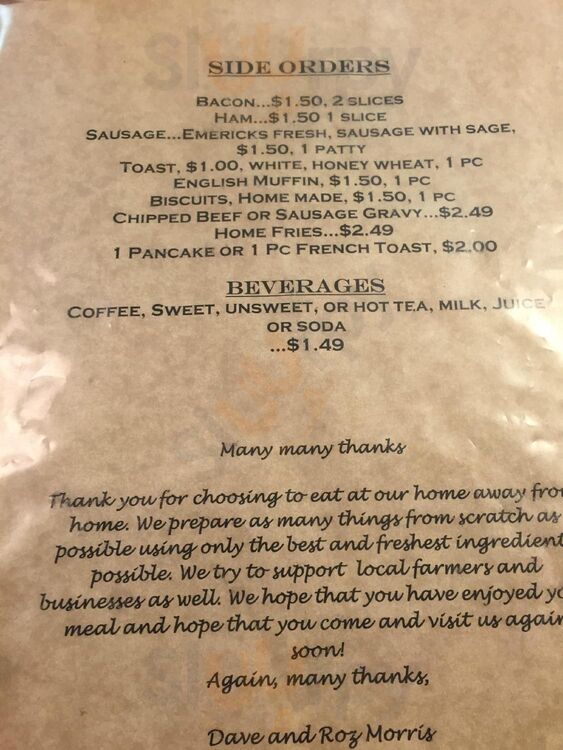 SIDE ORDERS
BACON...$1.50, 2 SLICES
HAM...$1.50 1 SLICE
SAUSAGE...EMERICKS FRESH, SAUSAGE WITH SAGE,
$1.50, 1 PATTY
TOAST, $1.00, WHITE, HONEY WHEAT, 1 PC
ENGLISH MUFFIN, $1.50, 1 PC
BISCUITS, HOME MADE, $1.50, 1 PC
CHIPPED BEEF OR SAUSAGE GRAVY...$2.49
HOME FRIES...$2.49
1 PANCAKE OR 1 PC FRENCH TOAST, $2.00
BEVERAGES
COFFEE, SWEET, UNSWEET, OR HOT TEA, MILK, JUICE
OR SODA
...$1.49
Many many thanks
Thank you for choosing to eat at our home away fro
home. We prepare as many things from scratch as
possible using only the best and freshest ingredient
possible. We try to support local farmers and
businesses as well. We hope that you have enjoyed yo
meal and hope that you come and visit us again
soon!
Again, many thanks,
Dave and Roz Morris